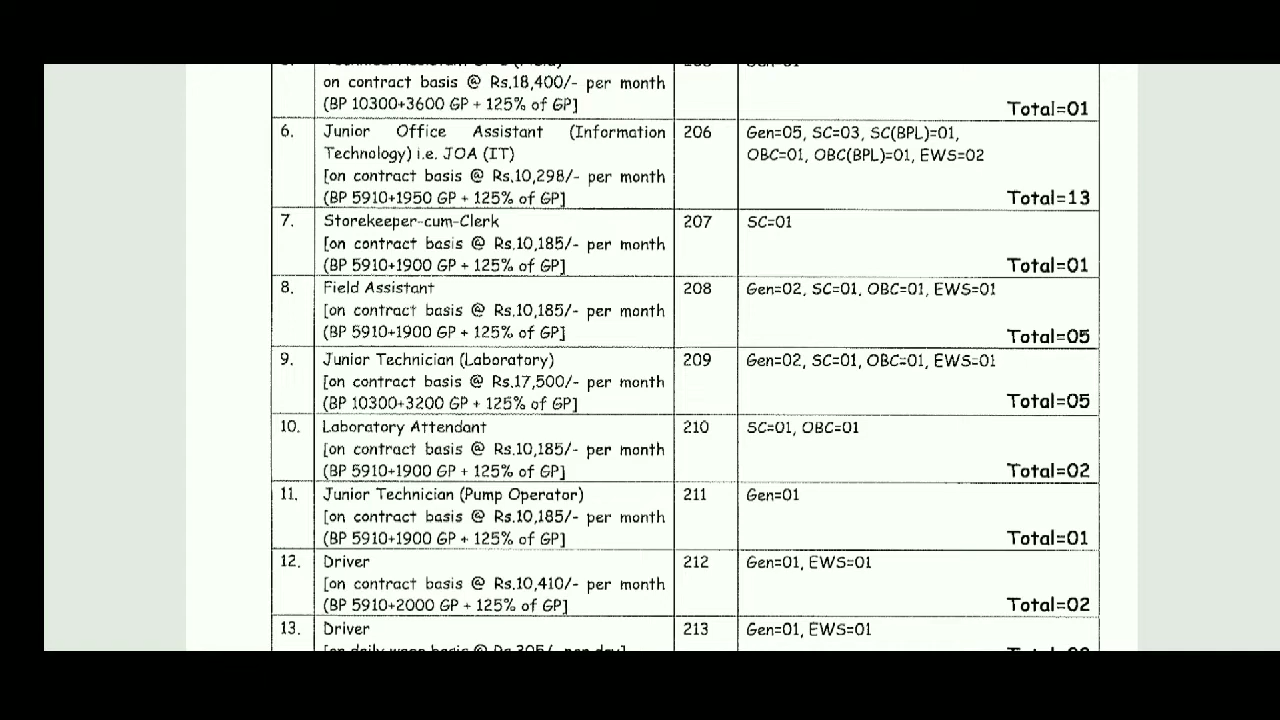 on contract basis @ Rs.18,400/- per month
(BP 10300+3600 GP + 125% of GP]
Total=01
6. Junior Office Assistant (Information 206 Gen=05, SC=03, SC(BPL)=01,
Technology) i.e. JOA (IT) OBC=01, OBC(BPL)=01, EWS=02
[on contract basis @ Rs.10,298/- per month
(BP 5910+1950 GP + 125% of GP] Total=13
7. Storekeeper-cum-Clerk 207 SC=01
[on contract basis @ Rs.10,185/- per month
(BP 5910+1900 GP + 125% of GP] Total=01
8. Field Assistant 208 Gen=02, SC=01, OBC=01, EWS=01
[on contract basis @ Rs.10,185/- per month
(BP 5910+1900 GP + 125% of GP] Total=05
9. Junior Technician (Laboratory) 209 Gen=02, SC=01, OBC=01, EWS=01
[on contract basis @ Rs.17,500/- per month
(BP 10300+3200 GP + 125% of GP] Total=05
10. Laboratory Attendant 210 SC=01, OBC=01
[on contract basis @ Rs.10,185/- per month
(BP 5910+1900 GP + 125% of GP] Total=02
11. Junior Technician (Pump Operator) 211 Gen=01
[on contract basis @ Rs.10,185/- per month
(BP 5910+1900 GP + 125% of GP] Total=01
12. Driver 212 Gen=01, EWS=01
[on contract basis @ Rs.10,410/- per month
(BP 5910+2000 GP + 125% of GP] Total=02
13. Driver 213 Gen=01, EWS=01